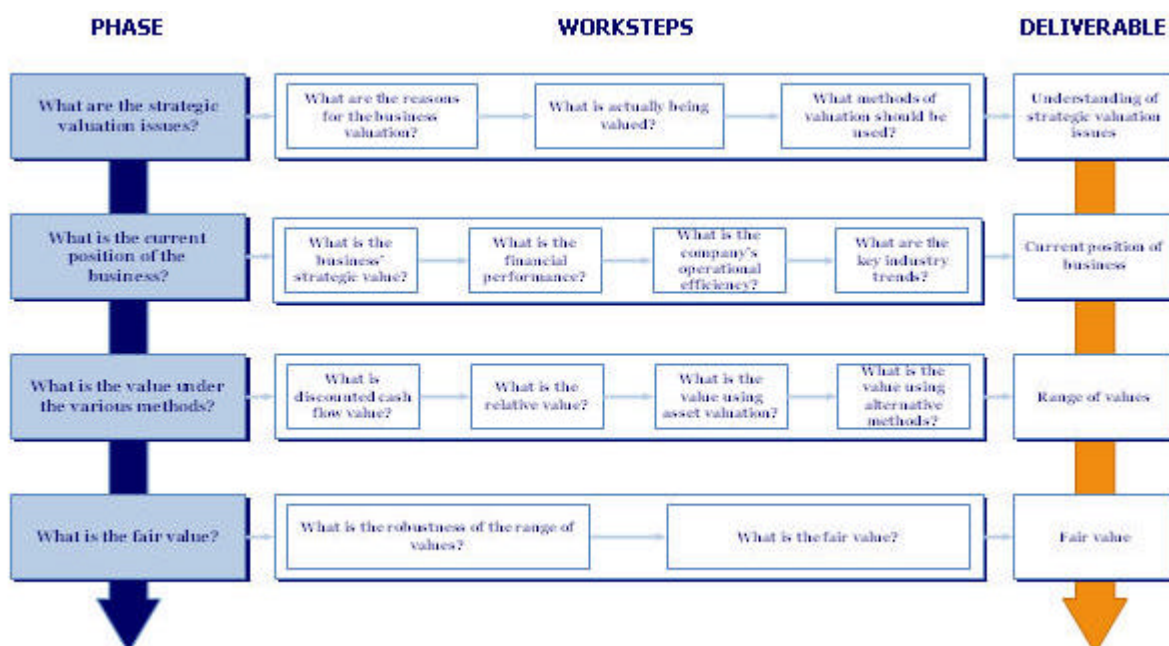 PHASE
WORKSTEPS
DELIVERABLE
What are the strategic
valuation issues?
What are the reasons
for the business
valuation?
What is actually being
valued?
What methods of
valuation should be
used?
Understanding of
strategic valuation
issues
What is the current
position of the
business?
What is the
business'
strategic value?
What is the
financial
performance?
What is the
company's
operational
efficiency?
What are the
key industry
trends?
Current position of
business
What is the value under
the various methods?
What is
discounted cash
flow value?
What is the
relative value?
What is the
value using
asset valuation?
What is the
value using
alternative
methods?
Range of values
What is the fair value?
What is the robustness of the range of
values?
What is the fair value?
Fair value